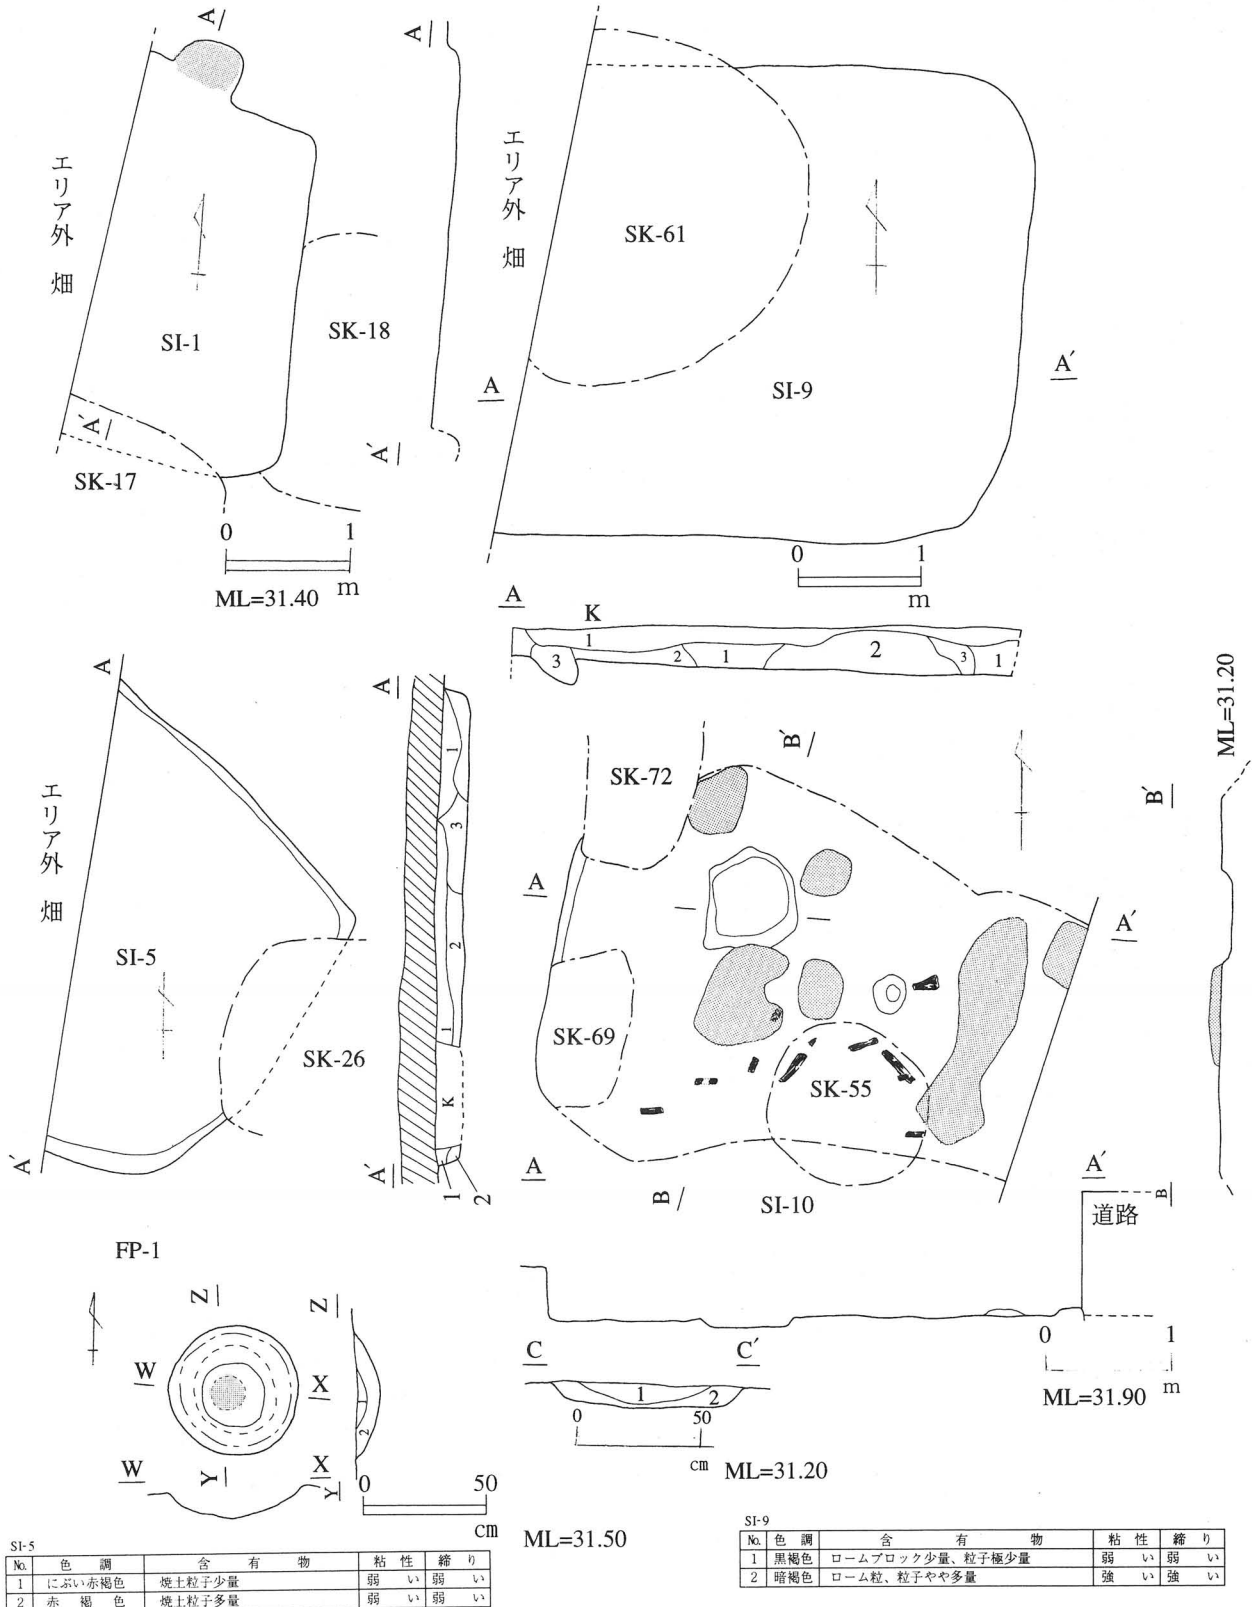 A
エリア外 畑
SI-1
SK-18
A′
SK-17
0 1
m
ML=31.40
A
A′
エリア外 畑
SK-61
SI-9
A
A′
0 1
m
A
K
1
3
2
1
2
3
1
A
エリア外 畑
SI-5
SK-26
A′
A
1
3
2
1
K
A′
1
2
B′
SK-72
A
A′
SK-69
SK-55
A
B
SI-10
A′
道路
ML=31.20
B′
B
0 1
m
ML=31.90
C
C′
1
2
0 50
cm
ML=31.20
FP-1
Z
W
X
Y
W
X
Z
1
2
Y
0 50
cm
ML=31.50
SI-5
No. 色調 含有物 粘性 締り
1 にぶい赤褐色 焼土粒子少量 弱い 弱い
2 赤褐色 焼土粒子多量 弱い 弱い
SI-9
No. 色調 含有物 粘性 締り
1 黒褐色 ロームブロック少量、粒子極少量 弱い 弱い
2 暗褐色 ローム粒、粒子やや多量 強い 強い